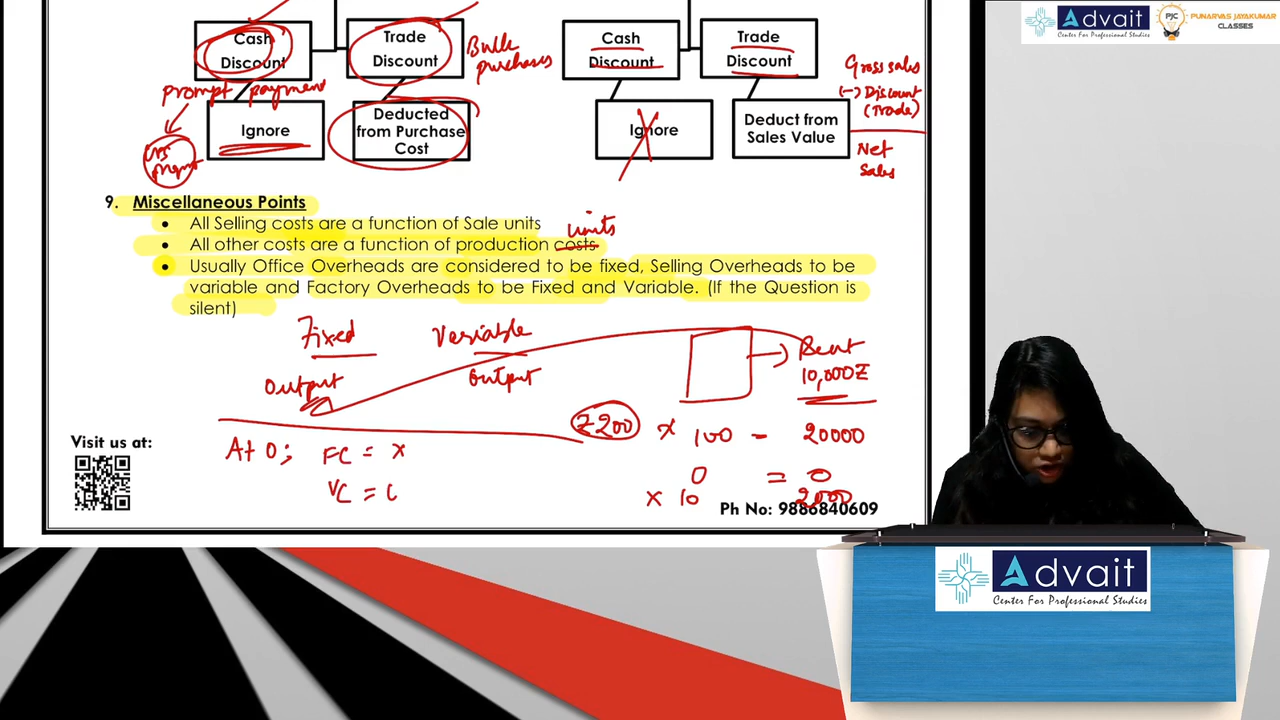 Advait
Center For Professional Studies
PJC
PUNARVAS JAYAKUMAR
CLASSES
Cash
Discount
Trade
Discount
Bulk
purchases
Cash
Discount
Trade
Discount
Gross sales
(-) Discount
(Trade)
Net
Sales
prompt payment
Ignore
Deducted
from Purchase
Cost
Ignore
Deduct from
Sales Value
9. Miscellaneous Points
• All Selling costs are a function of Sale units
units
• All other costs are a function of production costs
• Usually Office Overheads are considered to be fixed, Selling Overheads to be
variable and Factory Overheads to be Fixed and Variable. (If the Question is
silent)
Fixed Variable
Output Output
Rent
10,000Z
Z200 x 100 - 20000
0 = 0
x 10 2000
At 0; FC = x
VC = 0
Visit us at:
Ph No: 9886840609
Advait
Center For Professional Studies